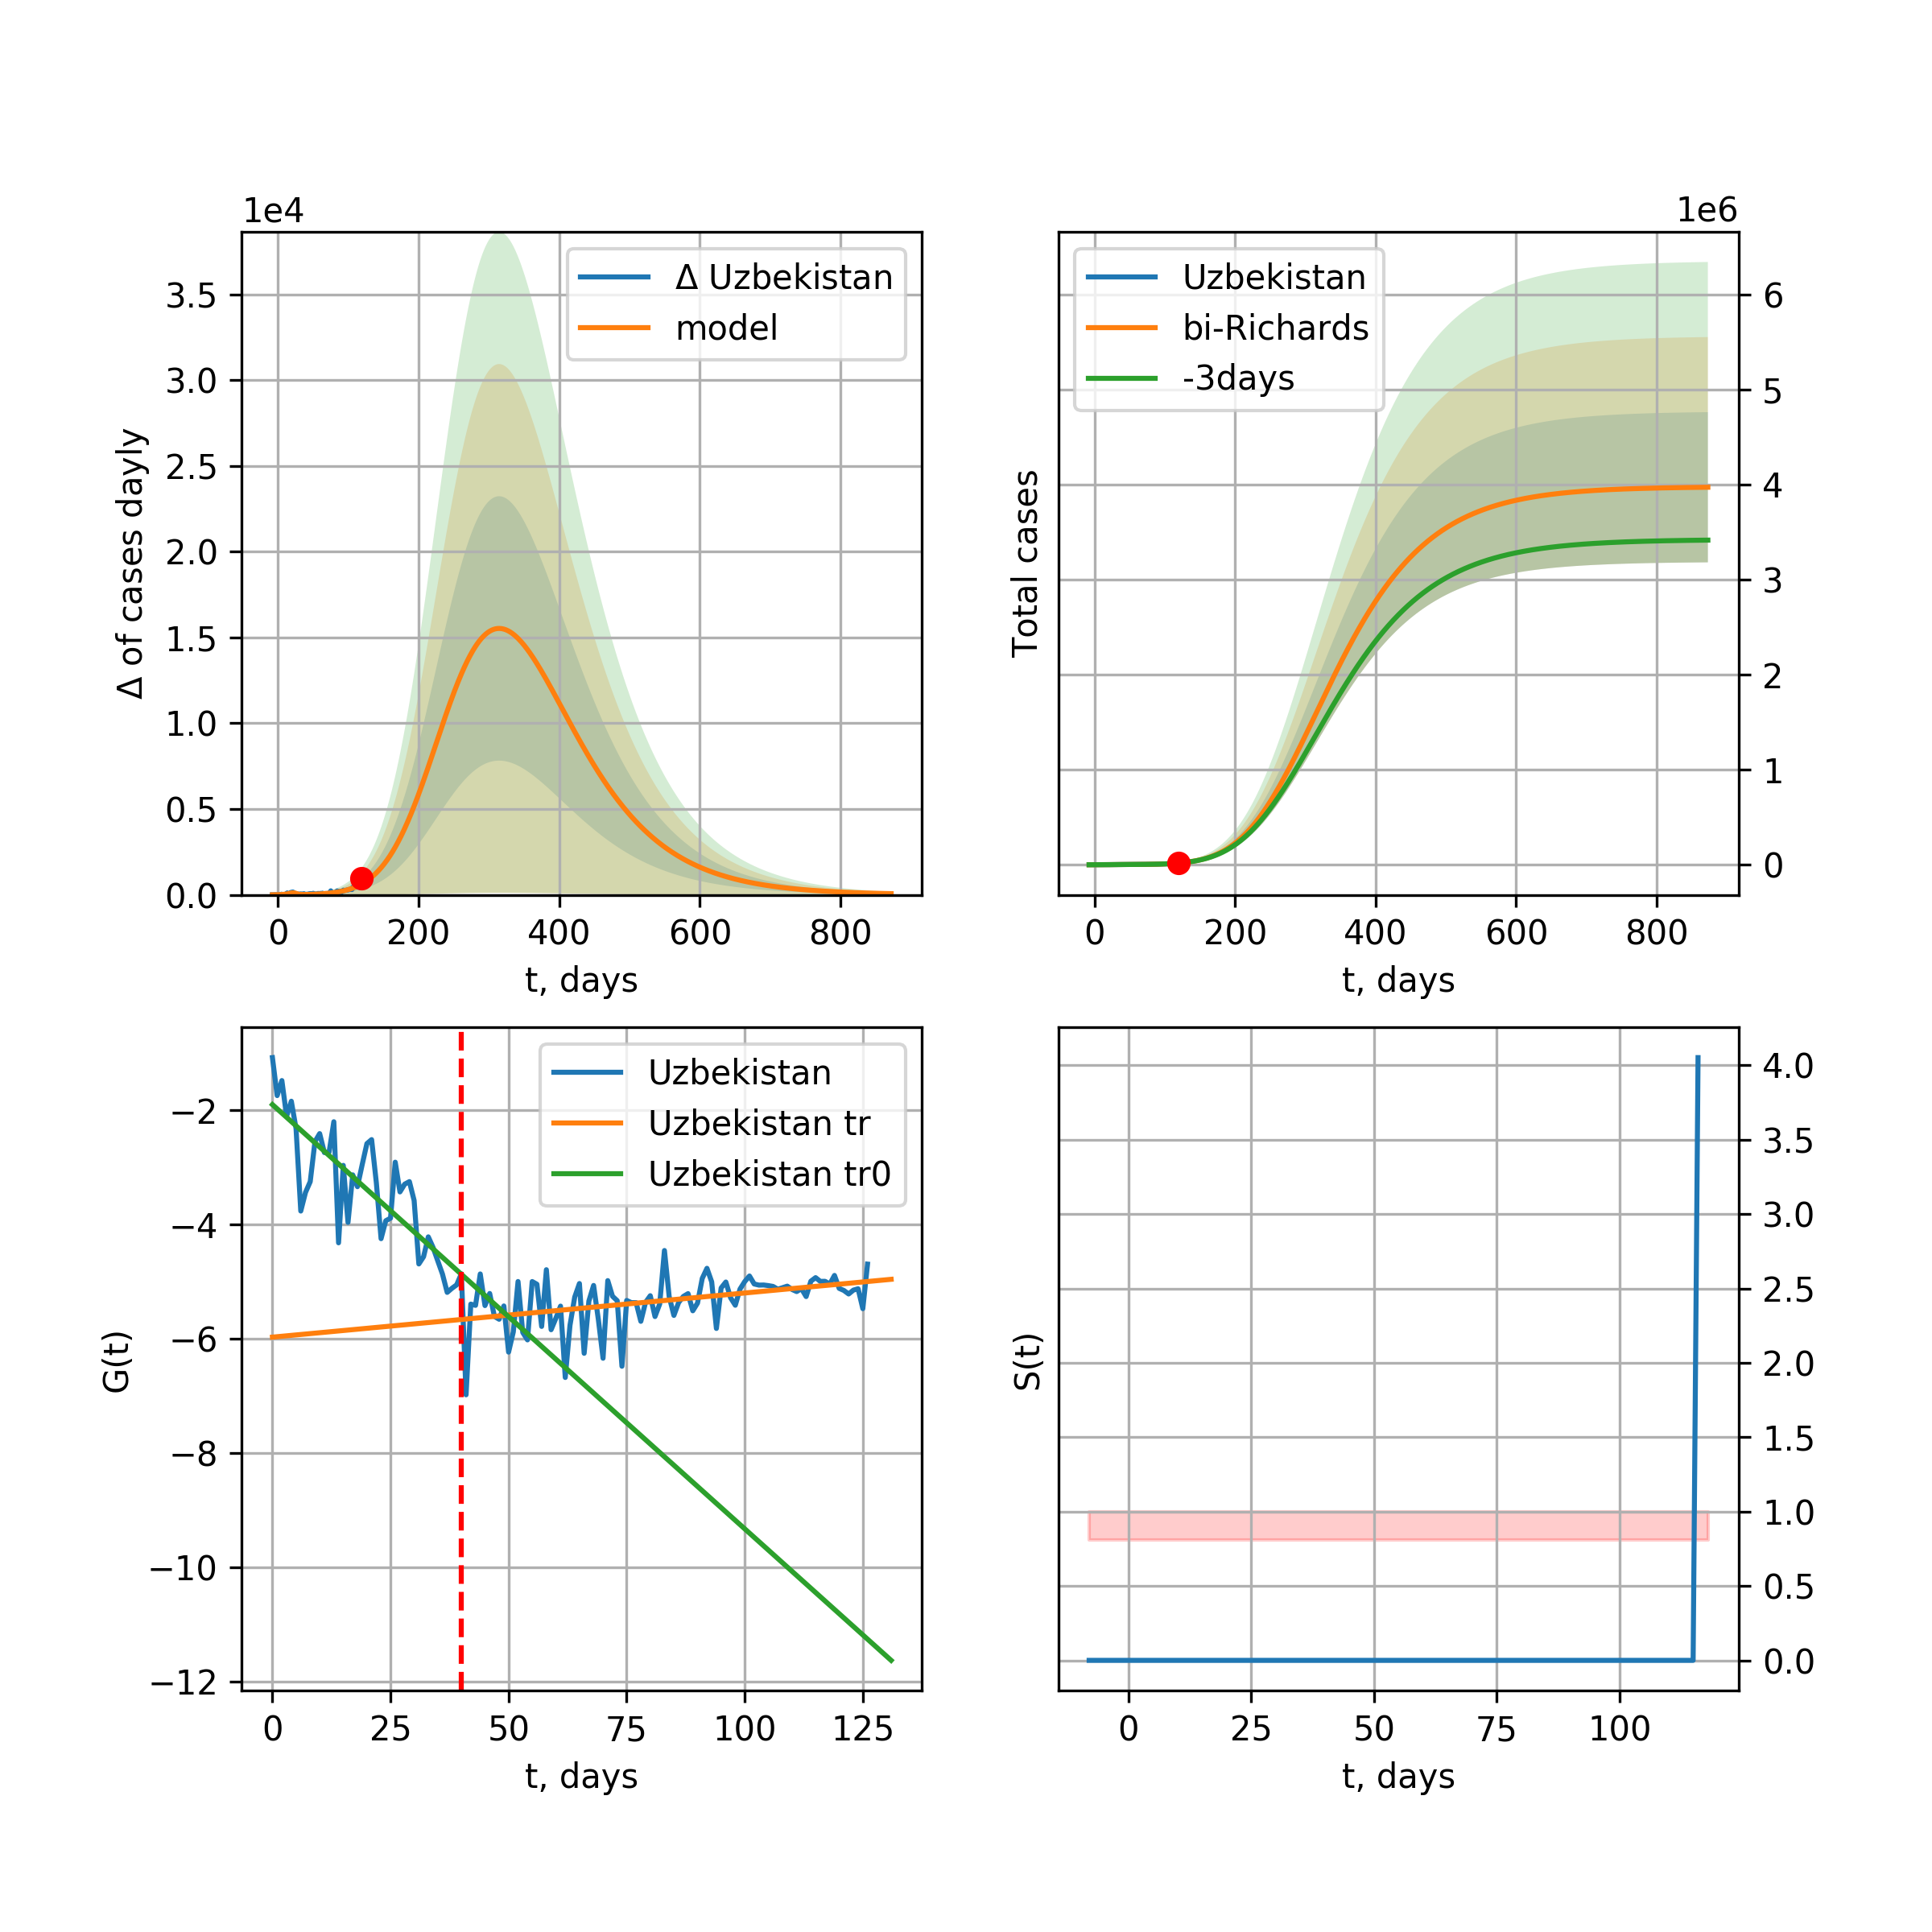 1e4
Δ of cases dayly
3.5
3.0
2.5
2.0
1.5
1.0
0.5
0.0
Δ Uzbekistan
model
0 200 400 600 800
t, days
1e6
Total cases
Uzbekistan
bi-Richards
-3days
6
5
4
3
2
1
0
0 200 400 600 800
t, days
G(t)
−2
−4
−6
−8
−10
−12
Uzbekistan
Uzbekistan tr
Uzbekistan tr0
0 25 50 75 100 125
t, days
S(t)
4.0
3.5
3.0
2.5
2.0
1.5
1.0
0.5
0.0
0 25 50 75 100
t, days